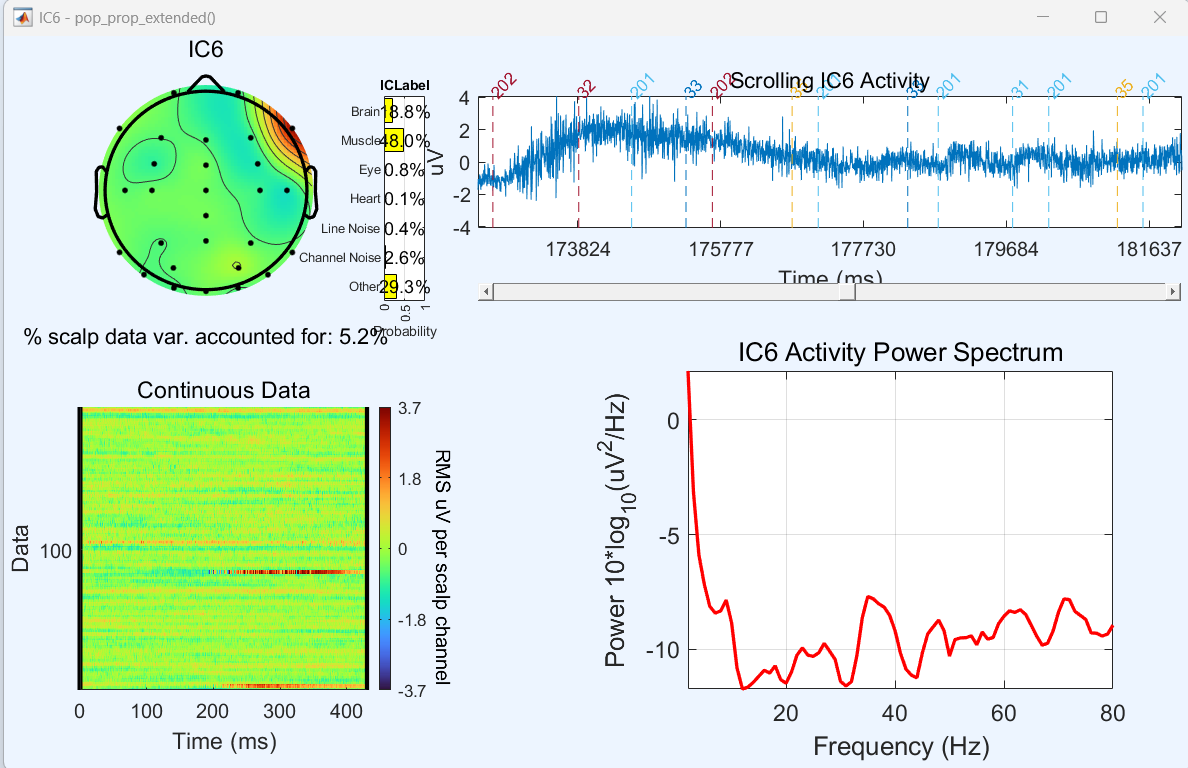 IC6 - pop_prop_extended()
IC6
ICLabel
Brain 18.8%
Muscle 48.0%
Eye 0.8%
Heart 0.1%
Line Noise 0.4%
Channel Noise 2.6%
Other 29.3%
0 0.5 1
Probability
% scalp data var. accounted for: 5.2%
Scrolling IC6 Activity
202 32 201 33 202 201 201 31 201 35 201
uV
4
2
0
-2
-4
173824 175777 177730 179684 181637
Time (ms)
Continuous Data
Data
100
0 100 200 300 400
Time (ms)
3.7
1.8
0
-1.8
-3.7
RMS uV per scalp channel
IC6 Activity Power Spectrum
Power 10*log10(uV2/Hz)
0
-5
-10
20 40 60 80
Frequency (Hz)